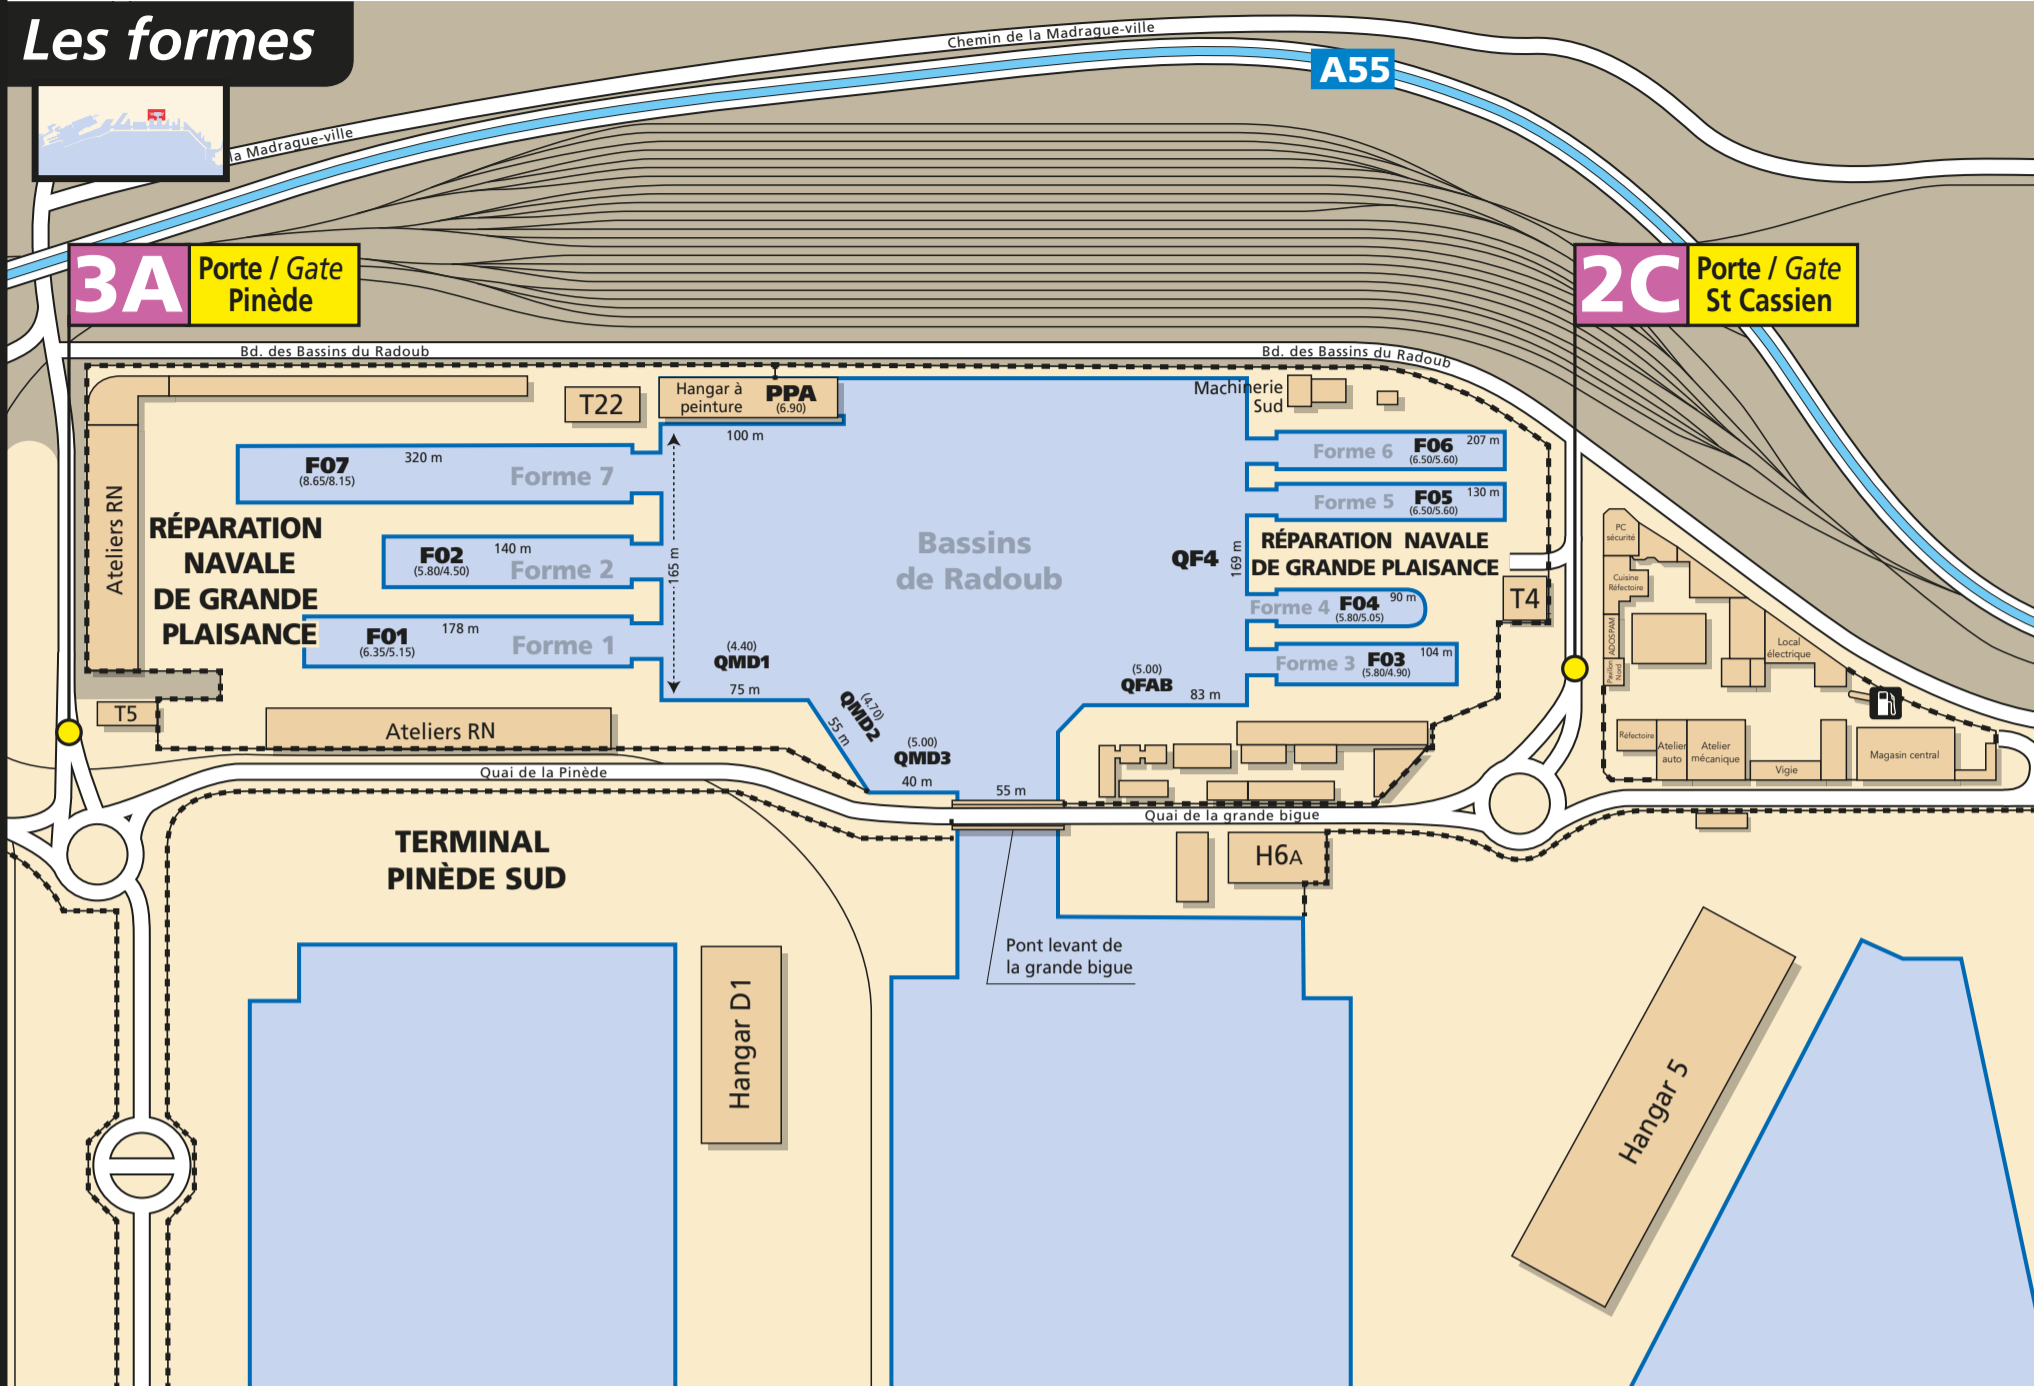 Les formes
Chemin de la Madrague-ville
A55
la Madrague-ville
3A
Porte / Gate
Pinède
2C
Porte / Gate
St Cassien
Bd. des Bassins du Radoub
Bd. des Bassins du Radoub
T22
Hangar à
peinture
PPA
(6.90)
100 m
Machinerie
Sud
F07
(8.65/8.15)
320 m
Forme 7
Forme 6
F06
(6.50/5.60)
207 m
Forme 5
F05
(6.50/5.60)
130 m
Ateliers RN
RÉPARATION
NAVALE
DE GRANDE
PLAISANCE
F02
(5.80/4.50)
140 m
Forme 2
165 m
Bassins
de Radoub
QF4
169 m
RÉPARATION NAVALE
DE GRANDE PLAISANCE
PC
sécurité
Cuisine
Réfectoire
T4
Forme 4
F04
(5.80/5.05)
90 m
F01
(6.35/5.15)
178 m
Forme 1
ADOSPAM
Local
électrique
Forme 3
F03
(5.80/4.90)
104 m
Pavillon
Nord
(4.40)
QMD1
75 m
(5.00)
QFAB
83 m
(4.70)
QMD2
55 m
T5
Ateliers RN
(5.00)
QMD3
40 m
Réfectoire
Atelier
auto
Atelier
mécanique
Vigie
Magasin central
Quai de la Pinède
55 m
Quai de la grande bigue
TERMINAL
PINÈDE SUD
H6A
Pont levant de
la grande bigue
Hangar D1
Hangar 5